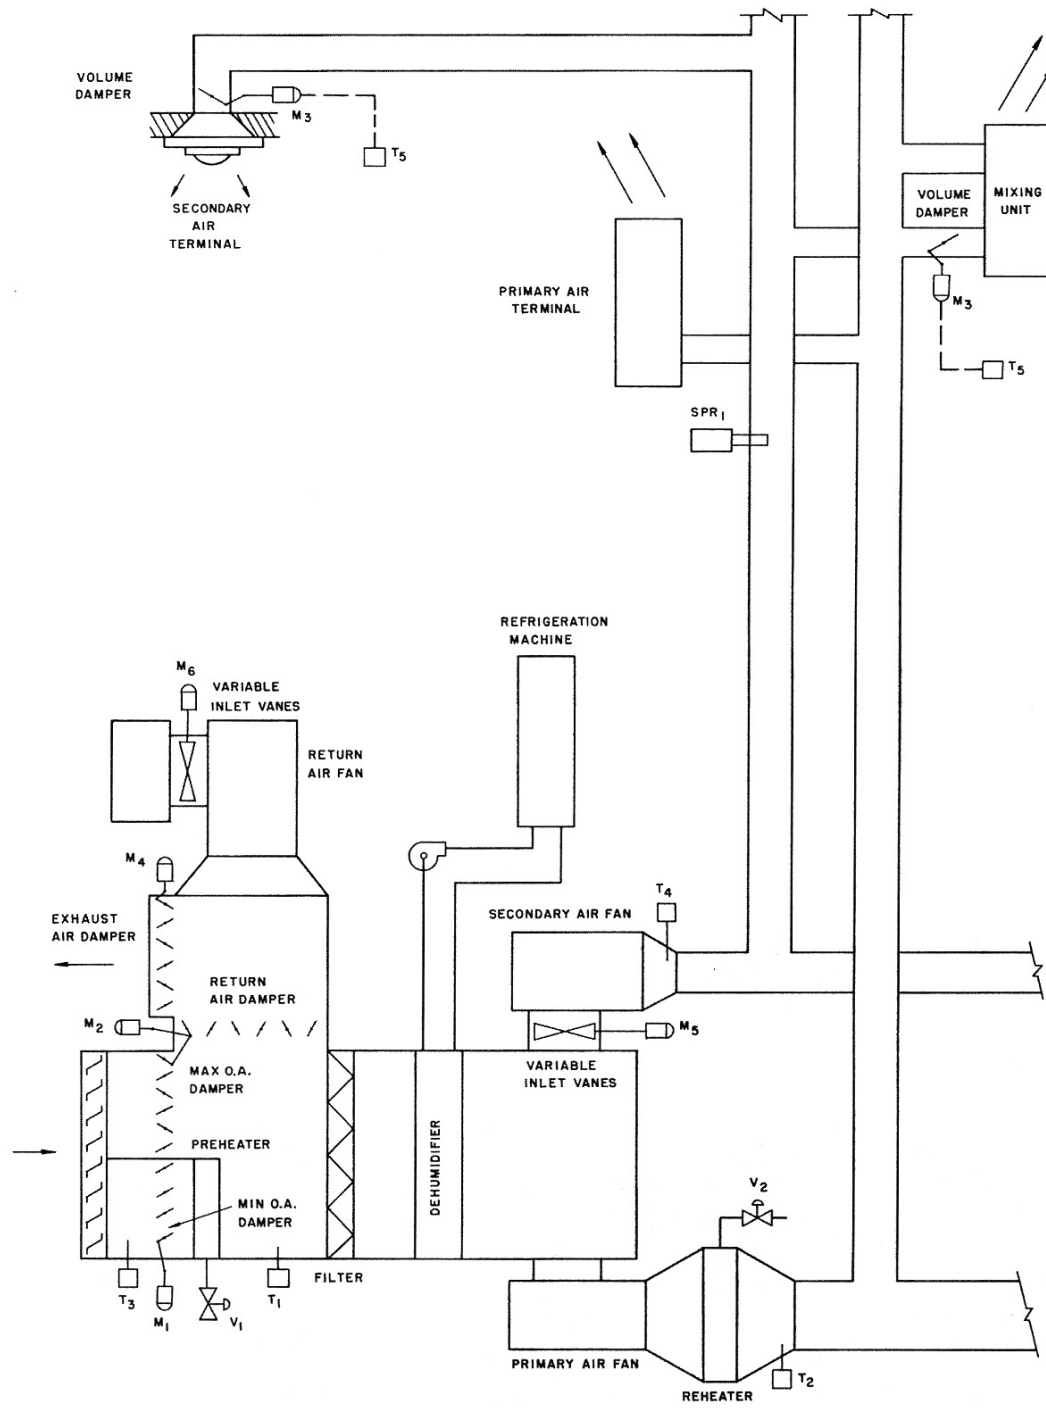 VOLUME
DAMPER
M3
T5
SECONDARY
AIR
TERMINAL
VOLUME
DAMPER
MIXING
UNIT
M3
T5
PRIMARY AIR
TERMINAL
SPR1
REFRIGERATION
MACHINE
M6
VARIABLE
INLET VANES
RETURN
AIR FAN
M4
EXHAUST
AIR DAMPER
RETURN
AIR DAMPER
M2
MAX O.A.
DAMPER
PREHEATER
MIN O.A.
DAMPER
T3
M1
V1
T1
FILTER
DEHUMIDIFIER
SECONDARY AIR FAN
T4
M5
VARIABLE
INLET VANES
V2
PRIMARY AIR FAN
REHEATER
T2